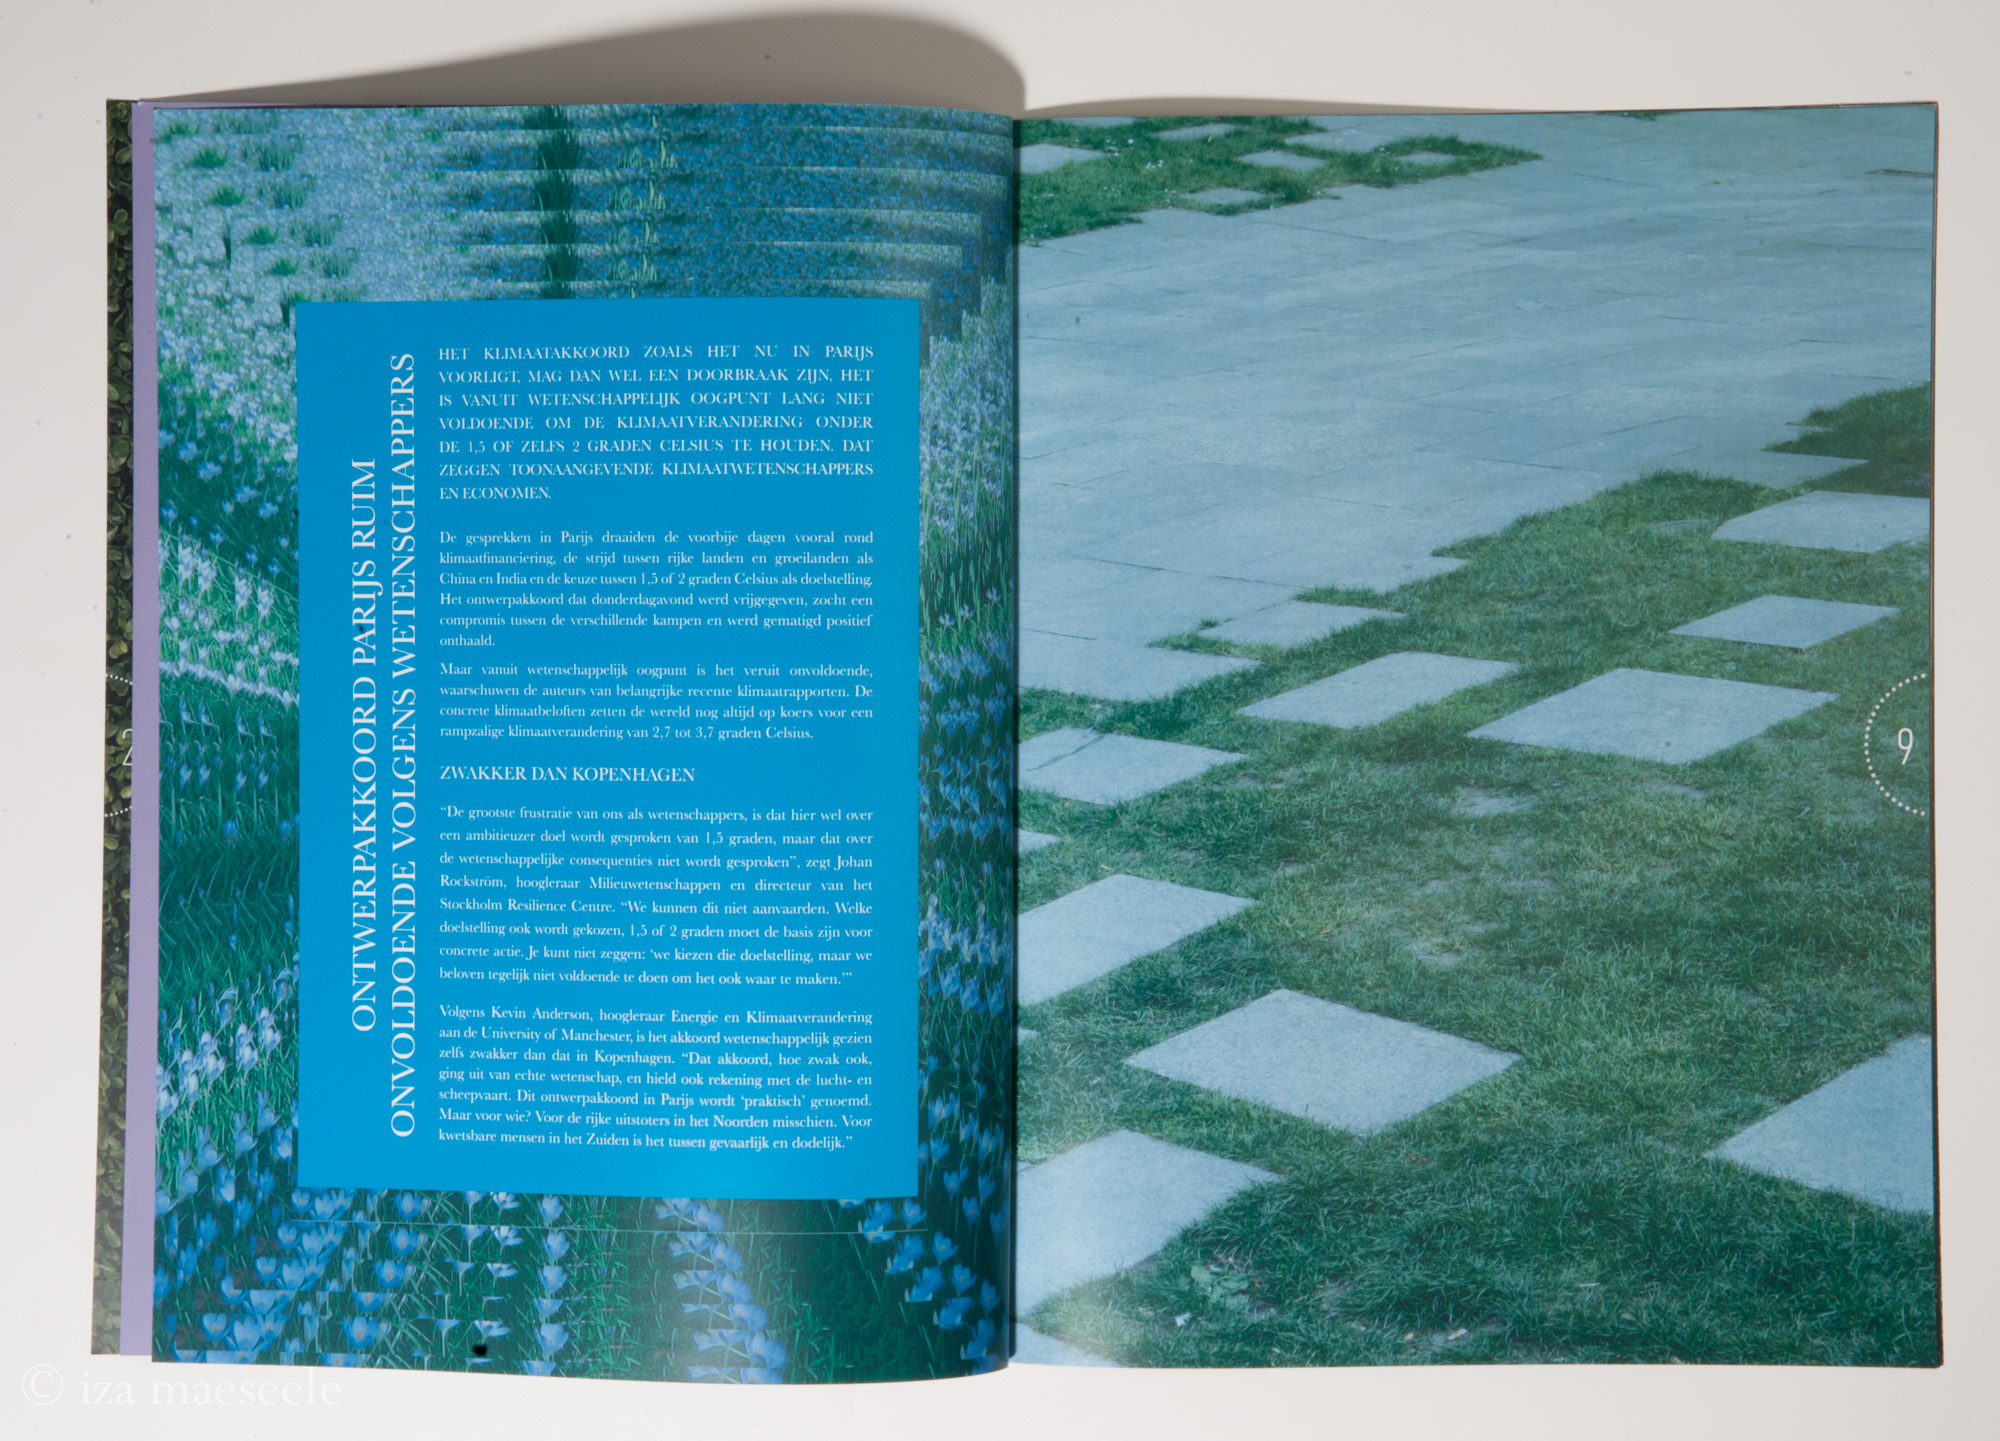 ONTWERPAKKOORD PARIJS RUIM
ONVOLDOENDE VOLGENS WETENSCHAPPERS
HET KLIMAATAKKOORD ZOALS HET NU IN PARIJS
VOORLIGT, MAG DAN WEL EEN DOORBRAAK ZIJN, HET
IS VANUIT WETENSCHAPPELIJK OOGPUNT LANG NIET
VOLDOENDE OM DE KLIMAATVERANDERING ONDER
DE 1,5 OF ZELFS 2 GRADEN CELSIUS TE HOUDEN. DAT
ZEGGEN TOONAANGEVENDE KLIMAATWETENSCHAPPERS
EN ECONOMEN.
De gesprekken in Parijs draaiden de voorbije dagen vooral rond
klimaatfinanciering, de strijd tussen rijke landen en groeilanden als
China en India en de keuze tussen 1,5 of 2 graden Celsius als doelstelling.
Het ontwerpakkoord dat donderdagavond werd vrijgegeven, zocht een
compromis tussen de verschillende kampen en werd gematigd positief
onthaald.
Maar vanuit wetenschappelijk oogpunt is het veruit onvoldoende,
waarschuwen de auteurs van belangrijke recente klimaatrapporten. De
concrete klimaatbeloften zetten de wereld nog altijd op koers voor een
rampzalige klimaatverandering van 2,7 tot 3,7 graden Celsius.
ZWAKKER DAN KOPENHAGEN
“De grootste frustratie van ons als wetenschappers, is dat hier wel over
een ambitieuzer doel wordt gesproken van 1,5 graden, maar dat over
de wetenschappelijke consequenties niet wordt gesproken”, zegt Johan
Rockström, hoogleraar Milieuwetenschappen en directeur van het
Stockholm Resilience Centre. “We kunnen dit niet aanvaarden. Welke
doelstelling ook wordt gekozen, 1,5 of 2 graden moet de basis zijn voor
concrete actie. Je kunt niet zeggen: ‘we kiezen die doelstelling, maar we
beloven tegelijk niet voldoende te doen om het ook waar te maken.’”
Volgens Kevin Anderson, hoogleraar Energie en Klimaatverandering
aan de University of Manchester, is het akkoord wetenschappelijk gezien
zelfs zwakker dan dat in Kopenhagen. “Dat akkoord, hoe zwak ook,
ging uit van echte wetenschap, en hield ook rekening met de lucht- en
scheepvaart. Dit ontwerpakkoord in Parijs wordt ‘praktisch’ genoemd.
Maar voor wie? Voor de rijke uitstoters in het Noorden misschien. Voor
kwetsbare mensen in het Zuiden is het tussen gevaarlijk en dodelijk.”
2
9
© iza maeseele